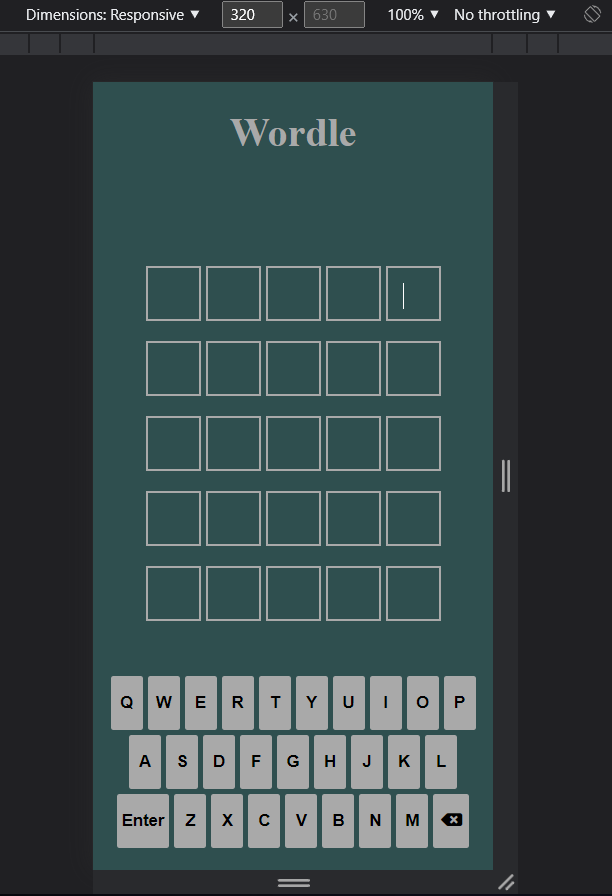 Dimensions: Responsive ▼ 320 × 630 100% ▼ No throttling ▼
Wordle
Q W E R T Y U I O P
A S D F G H J K L
Enter Z X C V B N M